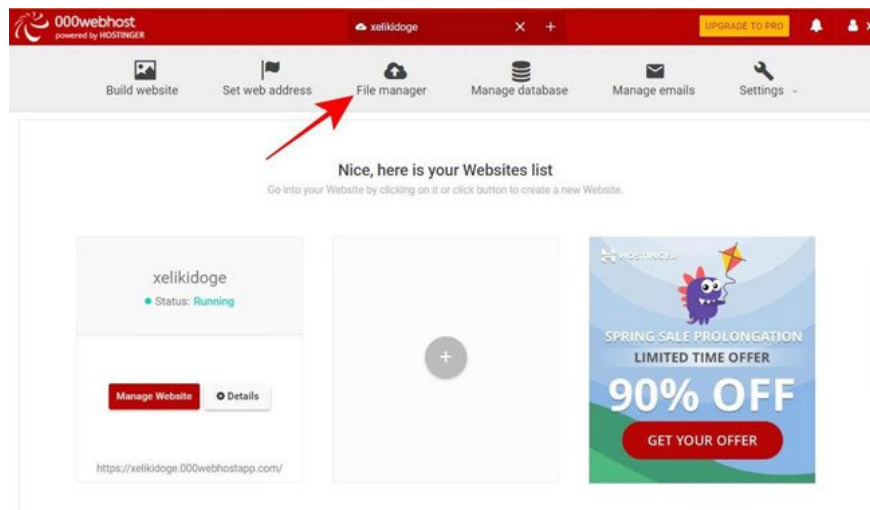 000webhost
powered by HOSTINGER
xelikidoge
UPGRADE TO PRO
Build website
Set web address
File manager
Manage database
Manage emails
Settings
Nice, here is your Websites list
Go into your Website by clicking on it or click button to create a new Website.
xelikidoge
Status: Running
Manage Website
Details
https://xelikidoge.000webhostapp.com/
HOSTINGER
SPRING SALE PROLONGATION
LIMITED TIME OFFER
90% OFF
GET YOUR OFFER